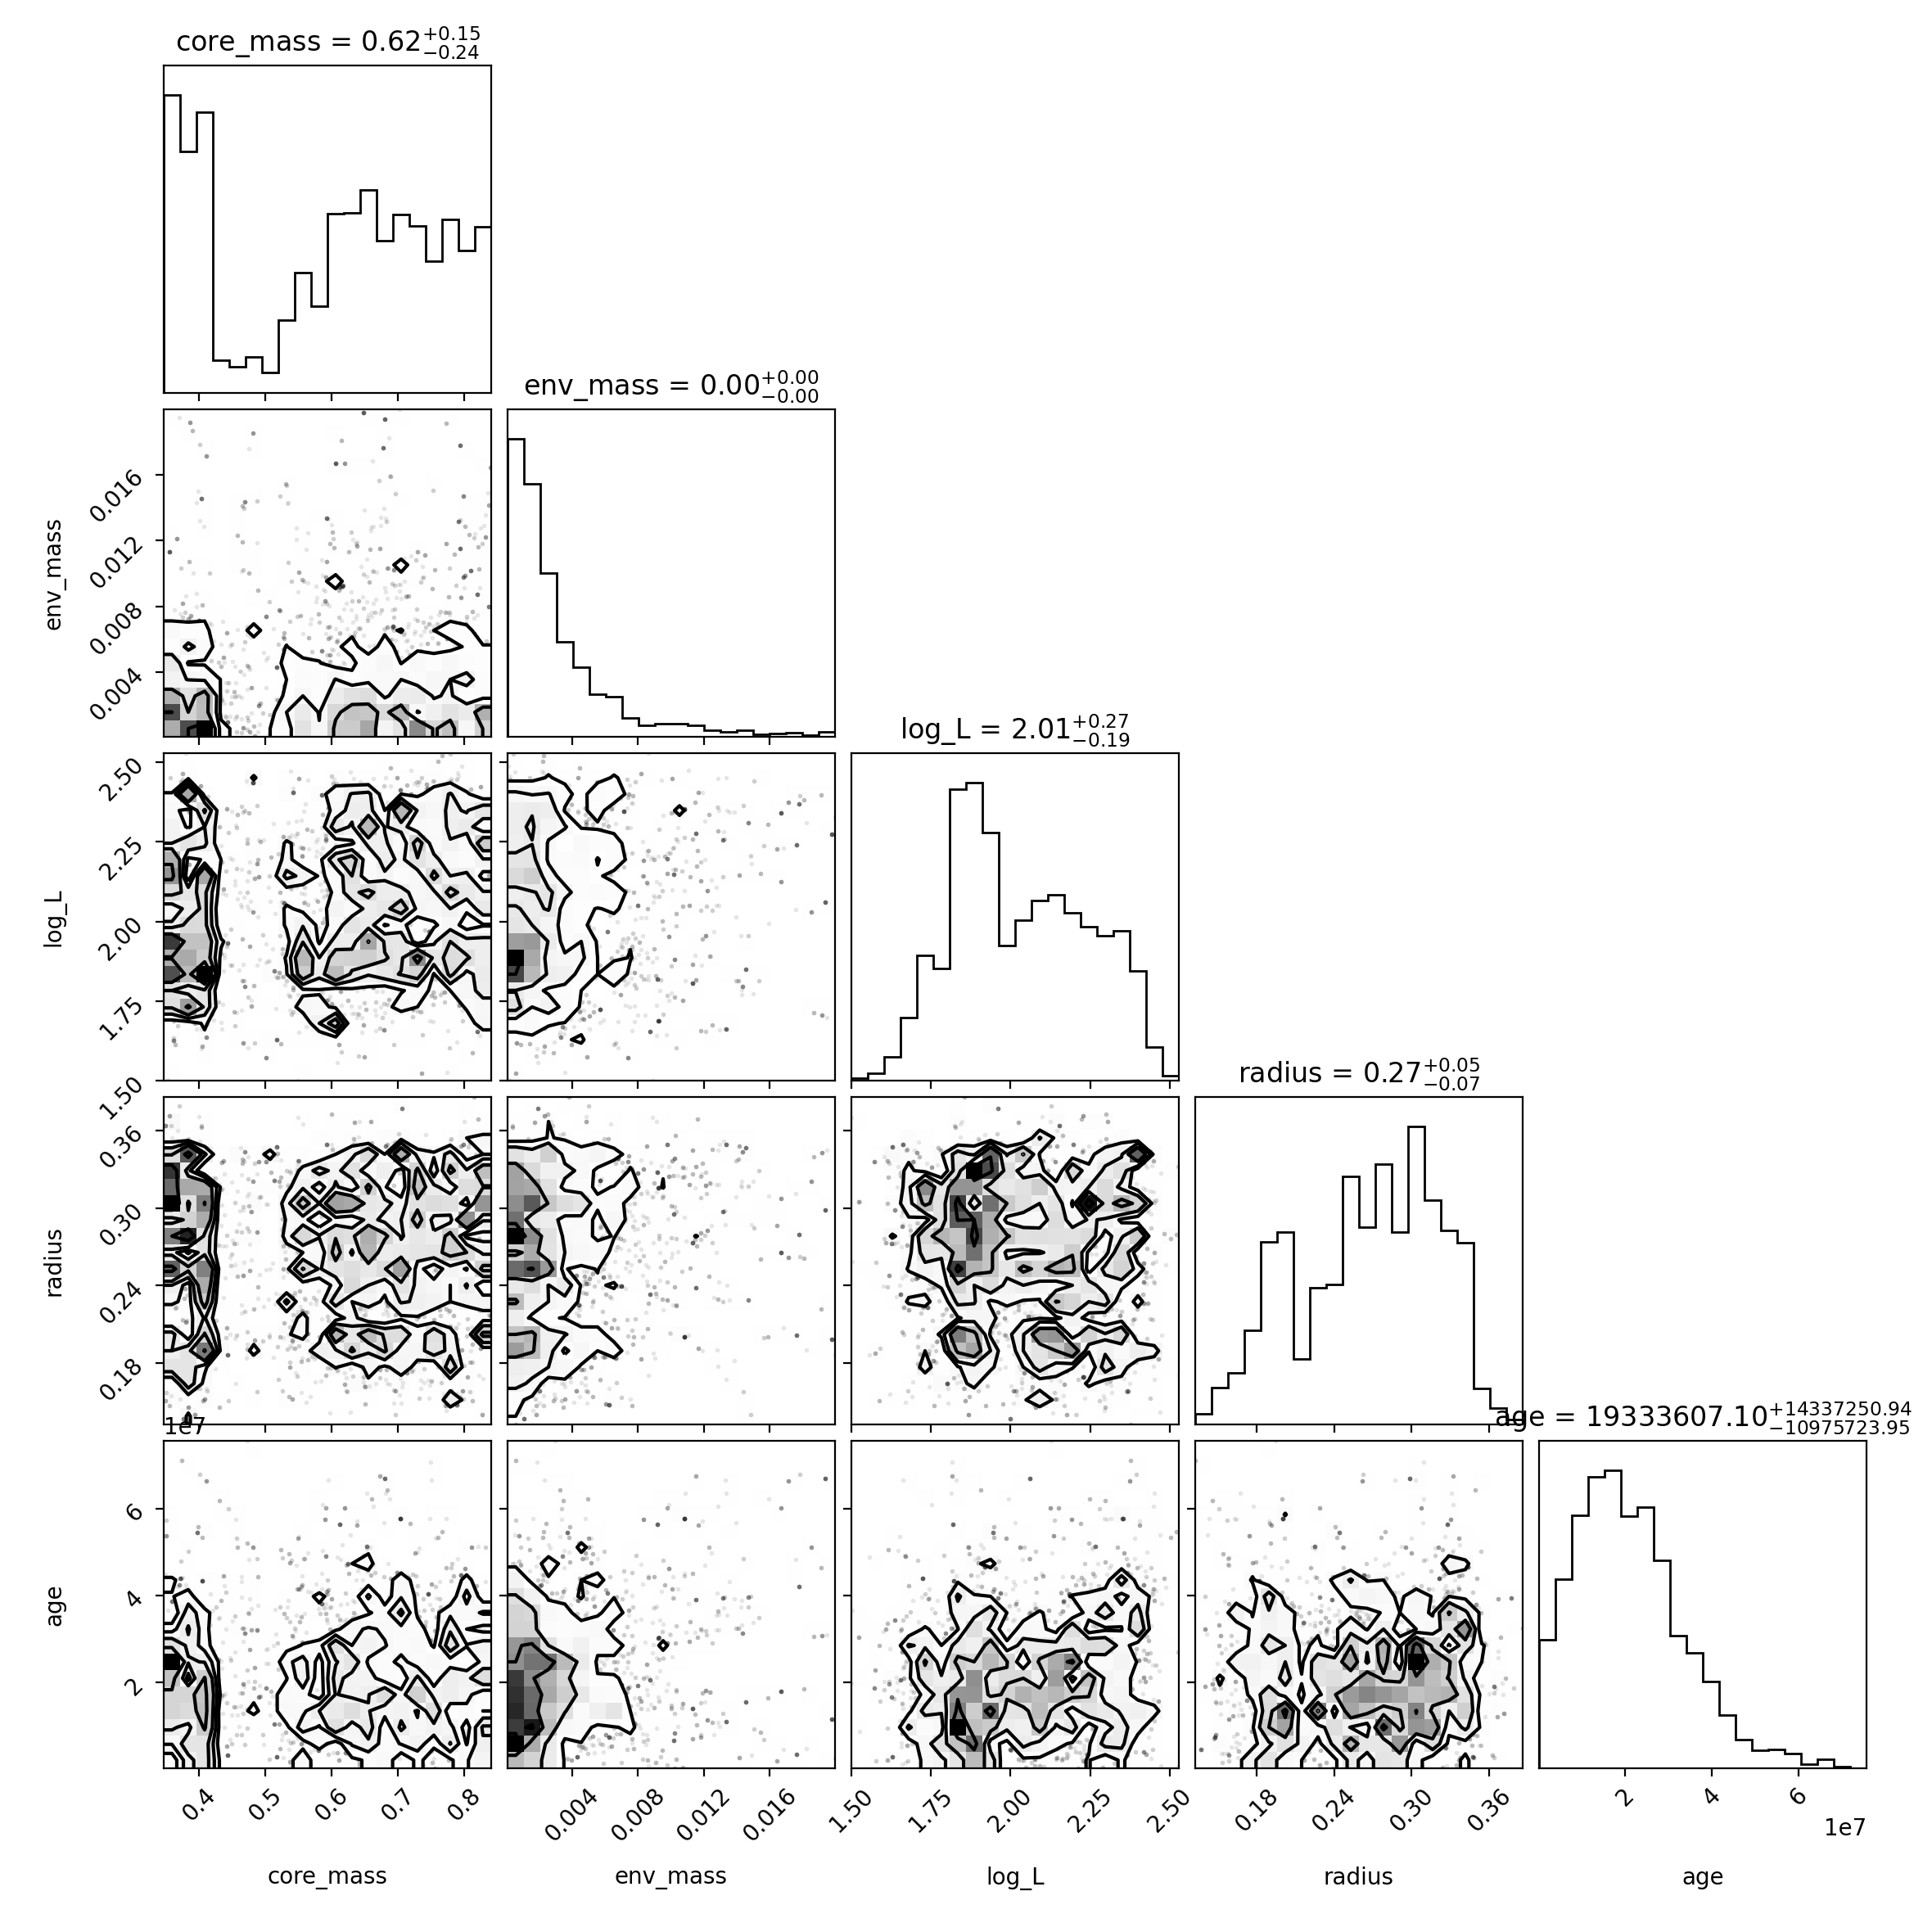 core_mass = 0.62+0.15 −0.24
env_mass = 0.00+0.00 −0.00
env_mass
0.016
0.012
0.008
0.004
log_L = 2.01+0.27 −0.19
log_L
2.50
2.25
2.00
1.75
1.50
radius = 0.27+0.05 −0.07
radius
0.36
0.30
0.24
0.18
1e7
age = 19333607.10+14337250.94 −10975723.95
age
6
4
2
0.4 0.5 0.6 0.7 0.8 0.004 0.008 0.012 0.016 1.50 1.75 2.00 2.25 2.50 0.18 0.24 0.30 0.36 2 4 6
1e7
core_mass env_mass log_L radius age